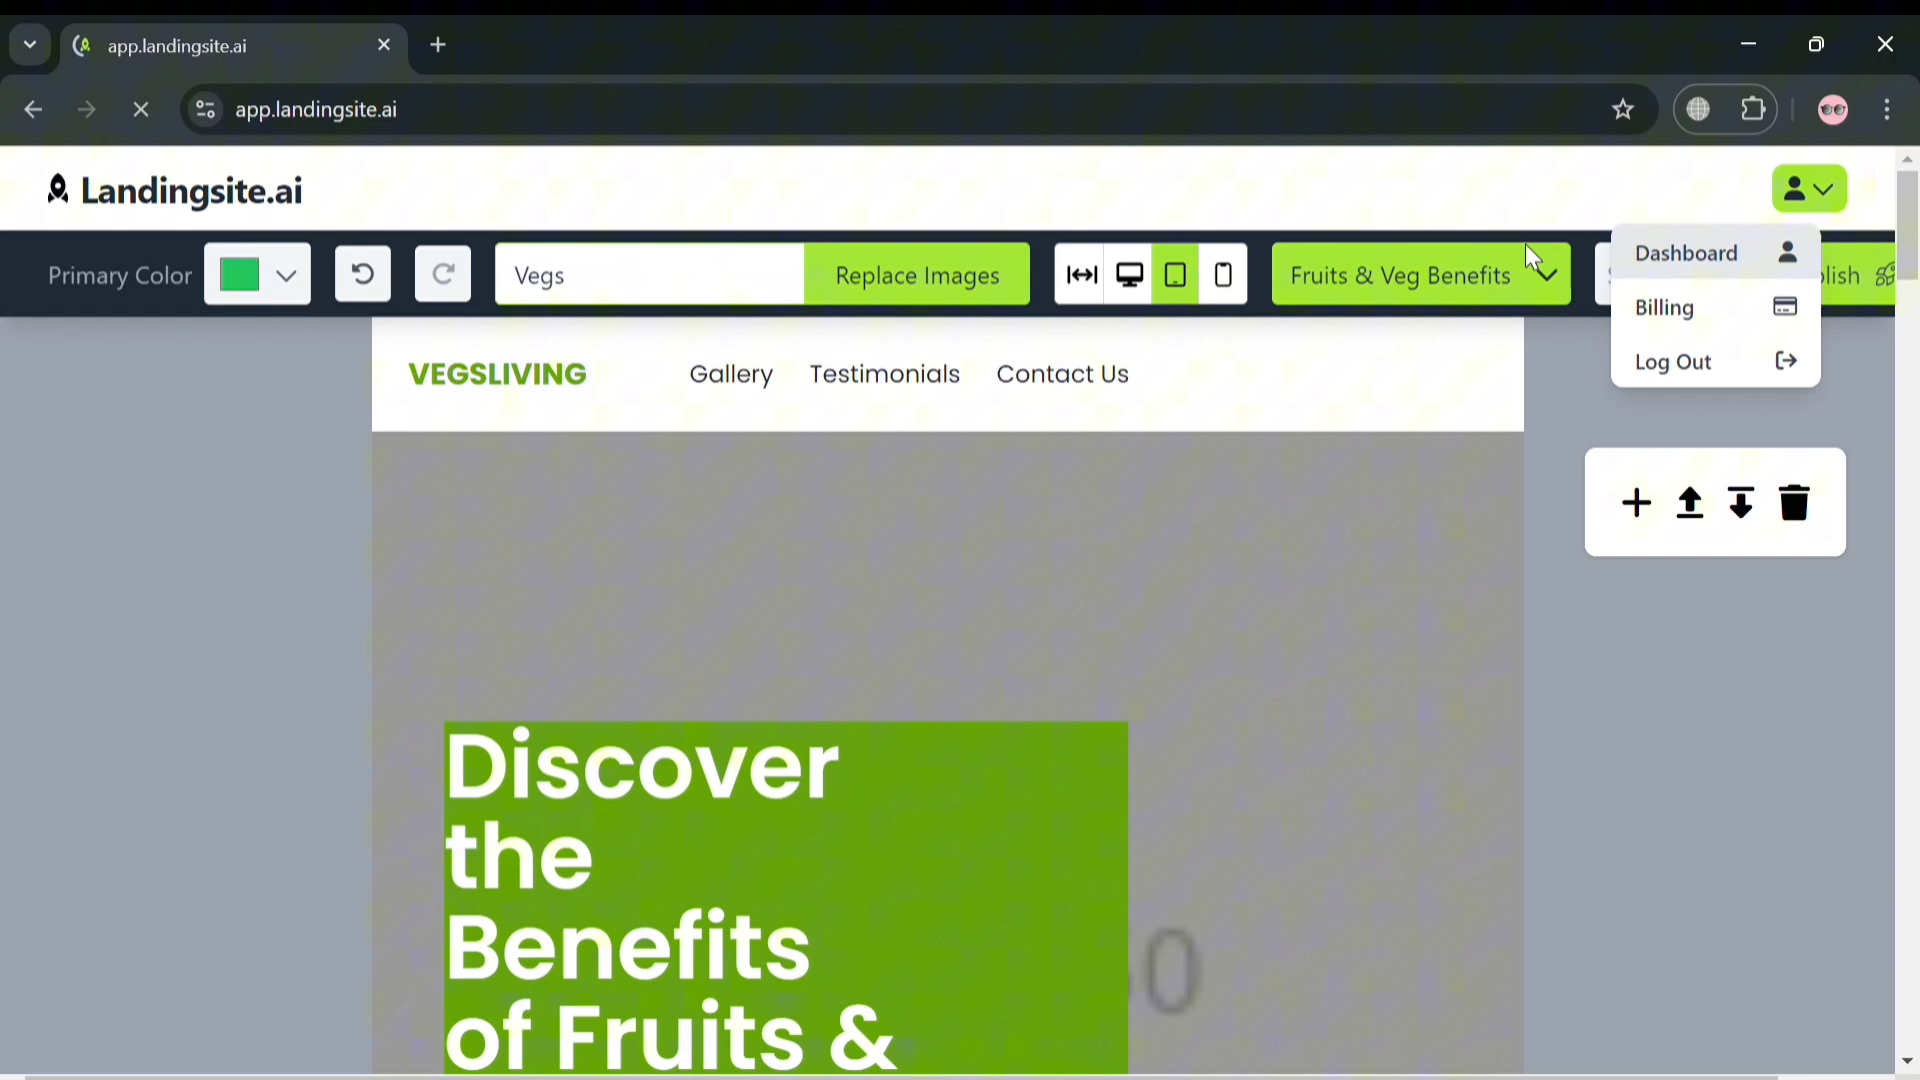 app.landingsite.ai
app.landingsite.ai
Landingsite.ai
Primary Color
Vegs
Replace Images
Fruits & Veg Benefits
Dashboard
Billing
Log Out
VEGSLIVING
Gallery
Testimonials
Contact Us
Discover
the
Benefits
of Fruits &
0